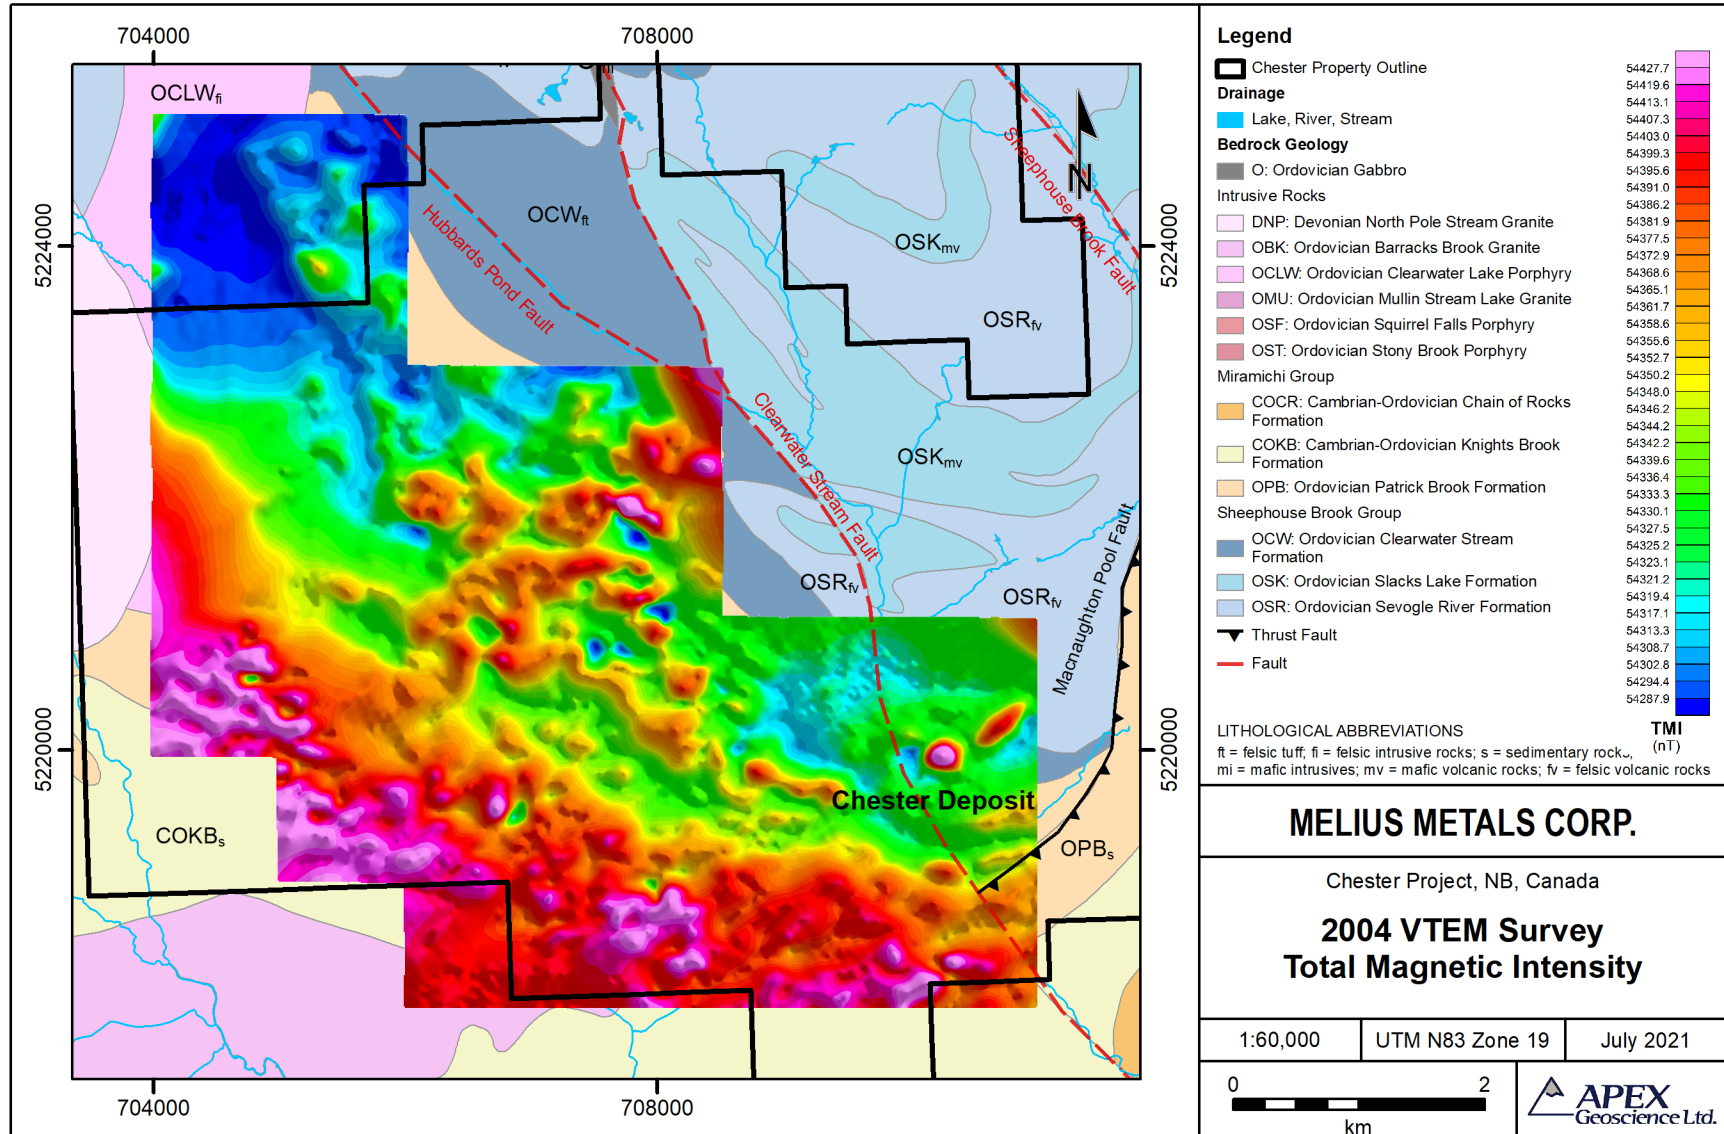 704000
708000
OCLWfi
OCWft
OSKmv
OSRfv
Hubbards Pond Fault
Sheephouse Brook Fault
N
5224000
5224000
OSKmv
Clearwater Stream Fault
OSRfv
OSRfv
Macnaughton Pool Fault
5220000
5220000
Chester Deposit
COKBs
OPBs
704000
708000
Legend
Chester Property Outline
Drainage
Lake, River, Stream
Bedrock Geology
O: Ordovician Gabbro
Intrusive Rocks
DNP: Devonian North Pole Stream Granite
OBK: Ordovician Barracks Brook Granite
OCLW: Ordovician Clearwater Lake Porphyry
OMU: Ordovician Mullin Stream Lake Granite
OSF: Ordovician Squirrel Falls Porphyry
OST: Ordovician Stony Brook Porphyry
Miramichi Group
COCR: Cambrian-Ordovician Chain of Rocks
Formation
COKB: Cambrian-Ordovician Knights Brook
Formation
OPB: Ordovician Patrick Brook Formation
Sheephouse Brook Group
OCW: Ordovician Clearwater Stream
Formation
OSK: Ordovician Slacks Lake Formation
OSR: Ordovician Sevogle River Formation
Thrust Fault
Fault
54427.7
54419.6
54413.1
54407.3
54403.0
54399.3
54395.6
54391.0
54386.2
54381.9
54377.5
54372.9
54368.6
54365.1
54361.7
54358.6
54355.6
54352.7
54350.2
54348.0
54346.2
54344.2
54342.2
54339.6
54336.4
54333.3
54330.1
54327.5
54325.2
54323.1
54321.2
54319.4
54317.1
54313.3
54308.7
54302.8
54294.4
54287.9
TMI
(nT)
LITHOLOGICAL ABBREVIATIONS
ft = felsic tuff; fi = felsic intrusive rocks; s = sedimentary rocks,
mi = mafic intrusives; mv = mafic volcanic rocks; fv = felsic volcanic rocks
MELIUS METALS CORP.
Chester Project, NB, Canada
2004 VTEM Survey
Total Magnetic Intensity
1:60,000
UTM N83 Zone 19
July 2021
0 2
km
APEX
Geoscience Ltd.